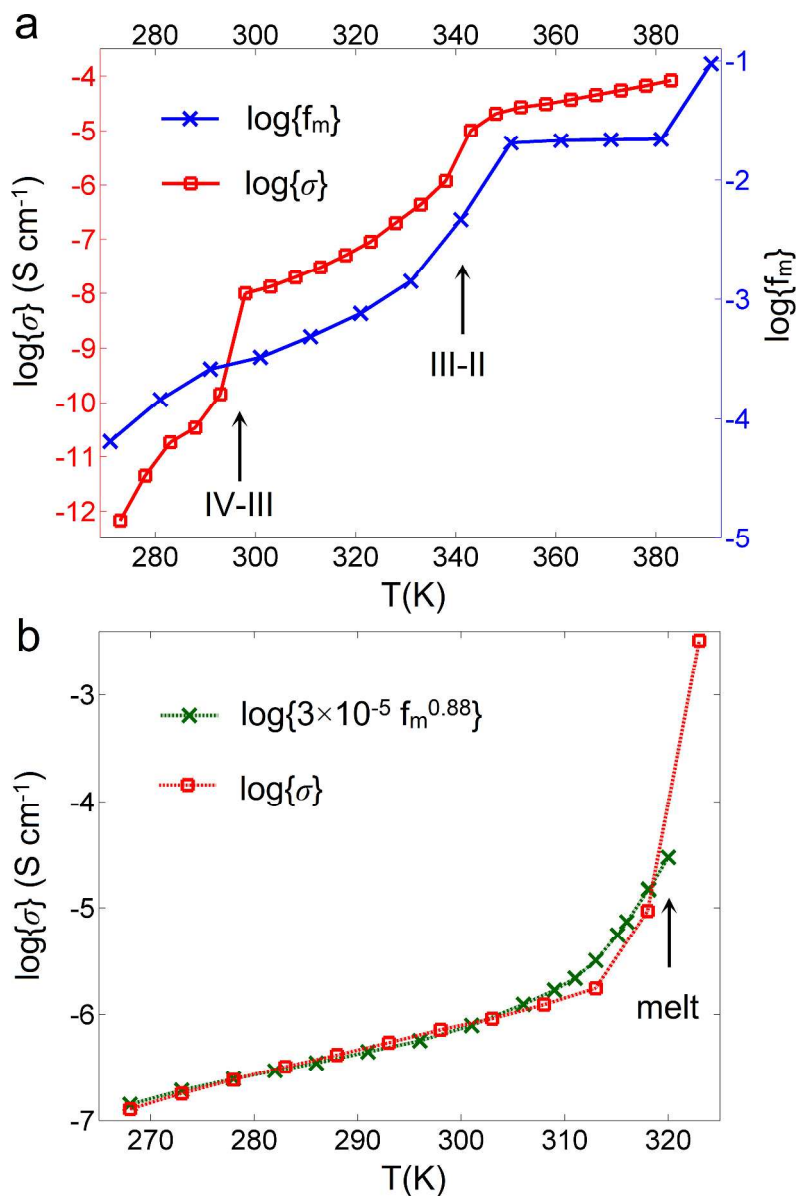 a
280 300 320 340 360 380
-4
-5
-6
-7
-8
-9
-10
-11
-12
log{σ} (S cm⁻¹)
log{fₘ}
log{σ}
IV-III
III-II
-1
-2
-3
-4
-5
log{fₘ}
280 300 320 340 360 380
T(K)
b
-3
-4
-5
-6
-7
log{σ} (S cm⁻¹)
log{3×10⁻⁵ fₘ⁰·⁸⁸}
log{σ}
melt
270 280 290 300 310 320
T(K)